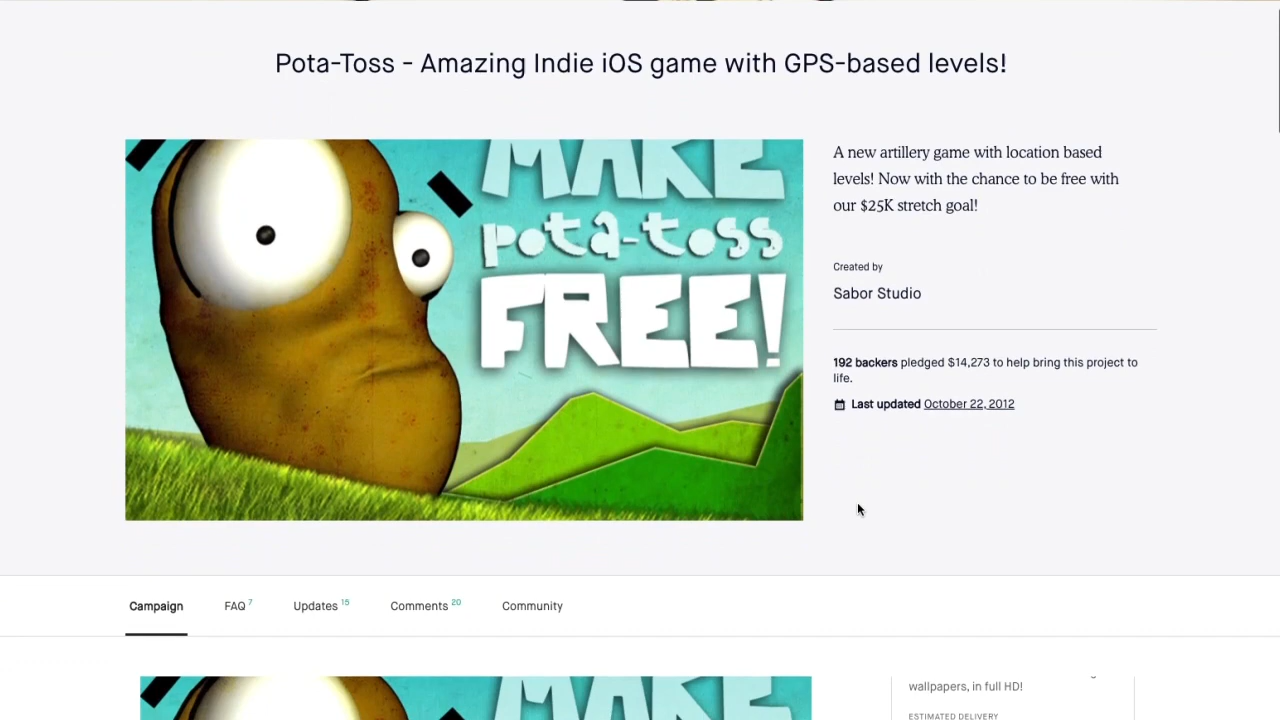 Pota-Toss - Amazing Indie iOS game with GPS-based levels!
MAKE
pota-toss
FREE!
A new artillery game with location based
levels! Now with the chance to be free with
our $25K stretch goal!
Created by
Sabor Studio
192 backers pledged $14,273 to help bring this project to
life.
Last updated October 22, 2012
Campaign
FAQ 7
Updates 15
Comments 20
Community
MAKE
wallpapers, in full HD!
ESTIMATED DELIVERY